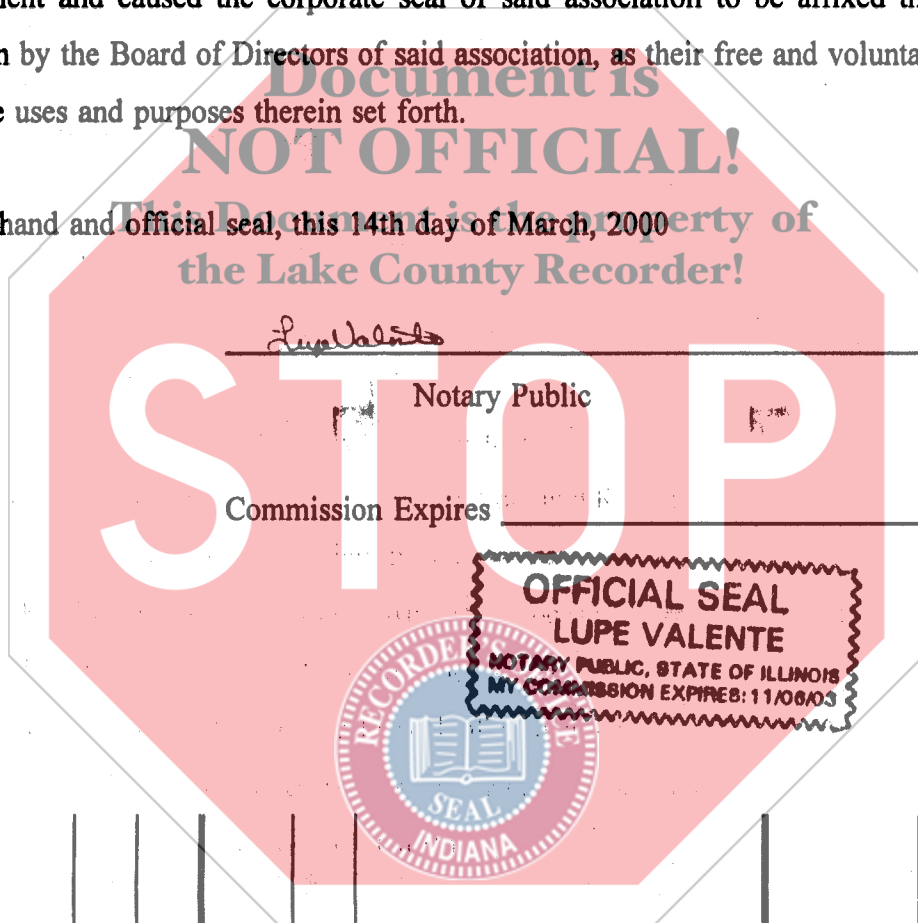 ent and caused the corporate seal of said association to be affixed th
n by the Board of Directors of said association, as their free and volunta
Document is
e uses and purposes therein set forth.
NOT OFFICIAL!
hand and official seal, this 14th day of March, 2000
This Document is the property of
the Lake County Recorder!
Lupe Valente
STOP
Notary Public
Commission Expires
OFFICIAL SEAL
LUPE VALENTE
NOTARY PUBLIC, STATE OF ILLINOIS
MY COMMISSION EXPIRES: 11/06/03
RECORDER'S
SEAL
INDIANA